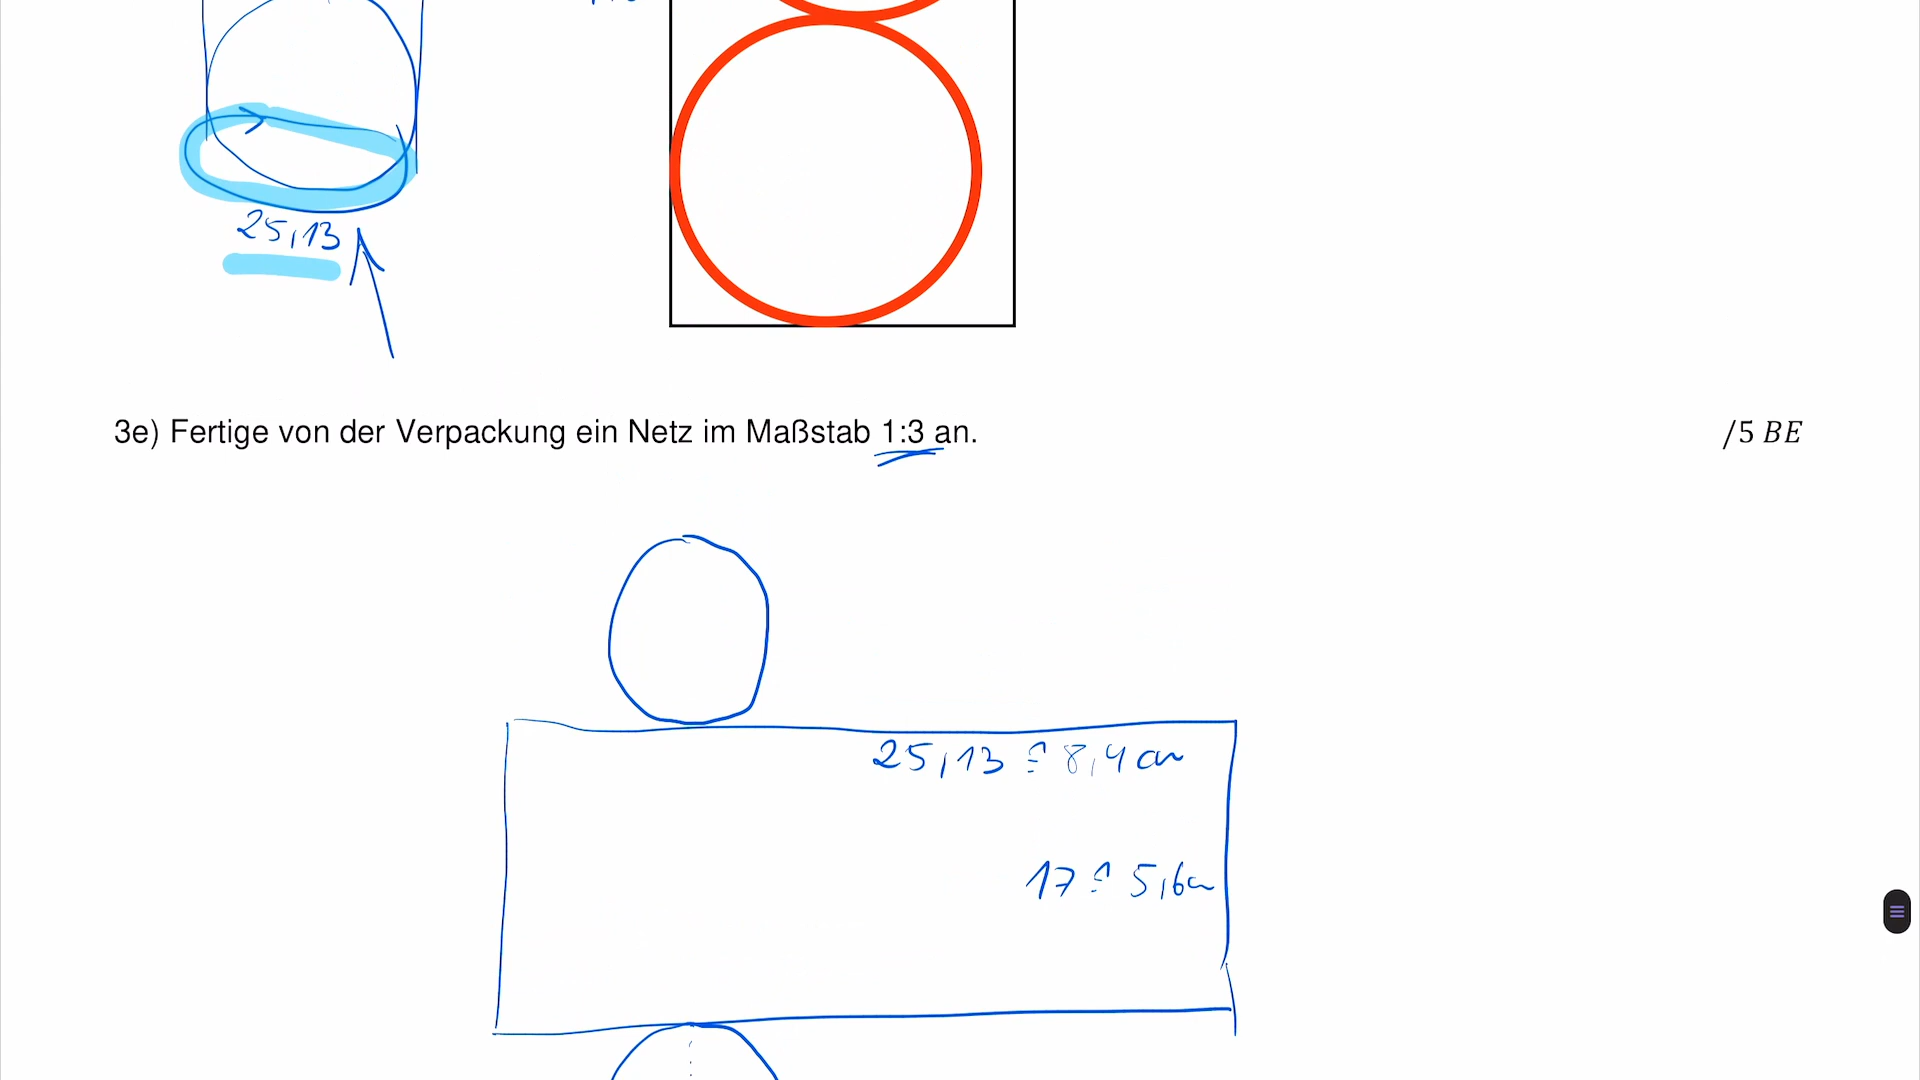 25,13
3e) Fertige von der Verpackung ein Netz im Maßstab 1:3 an.
/5 BE
25,13 ≙ 8,4 cm
17 ≙ 5,6 cm